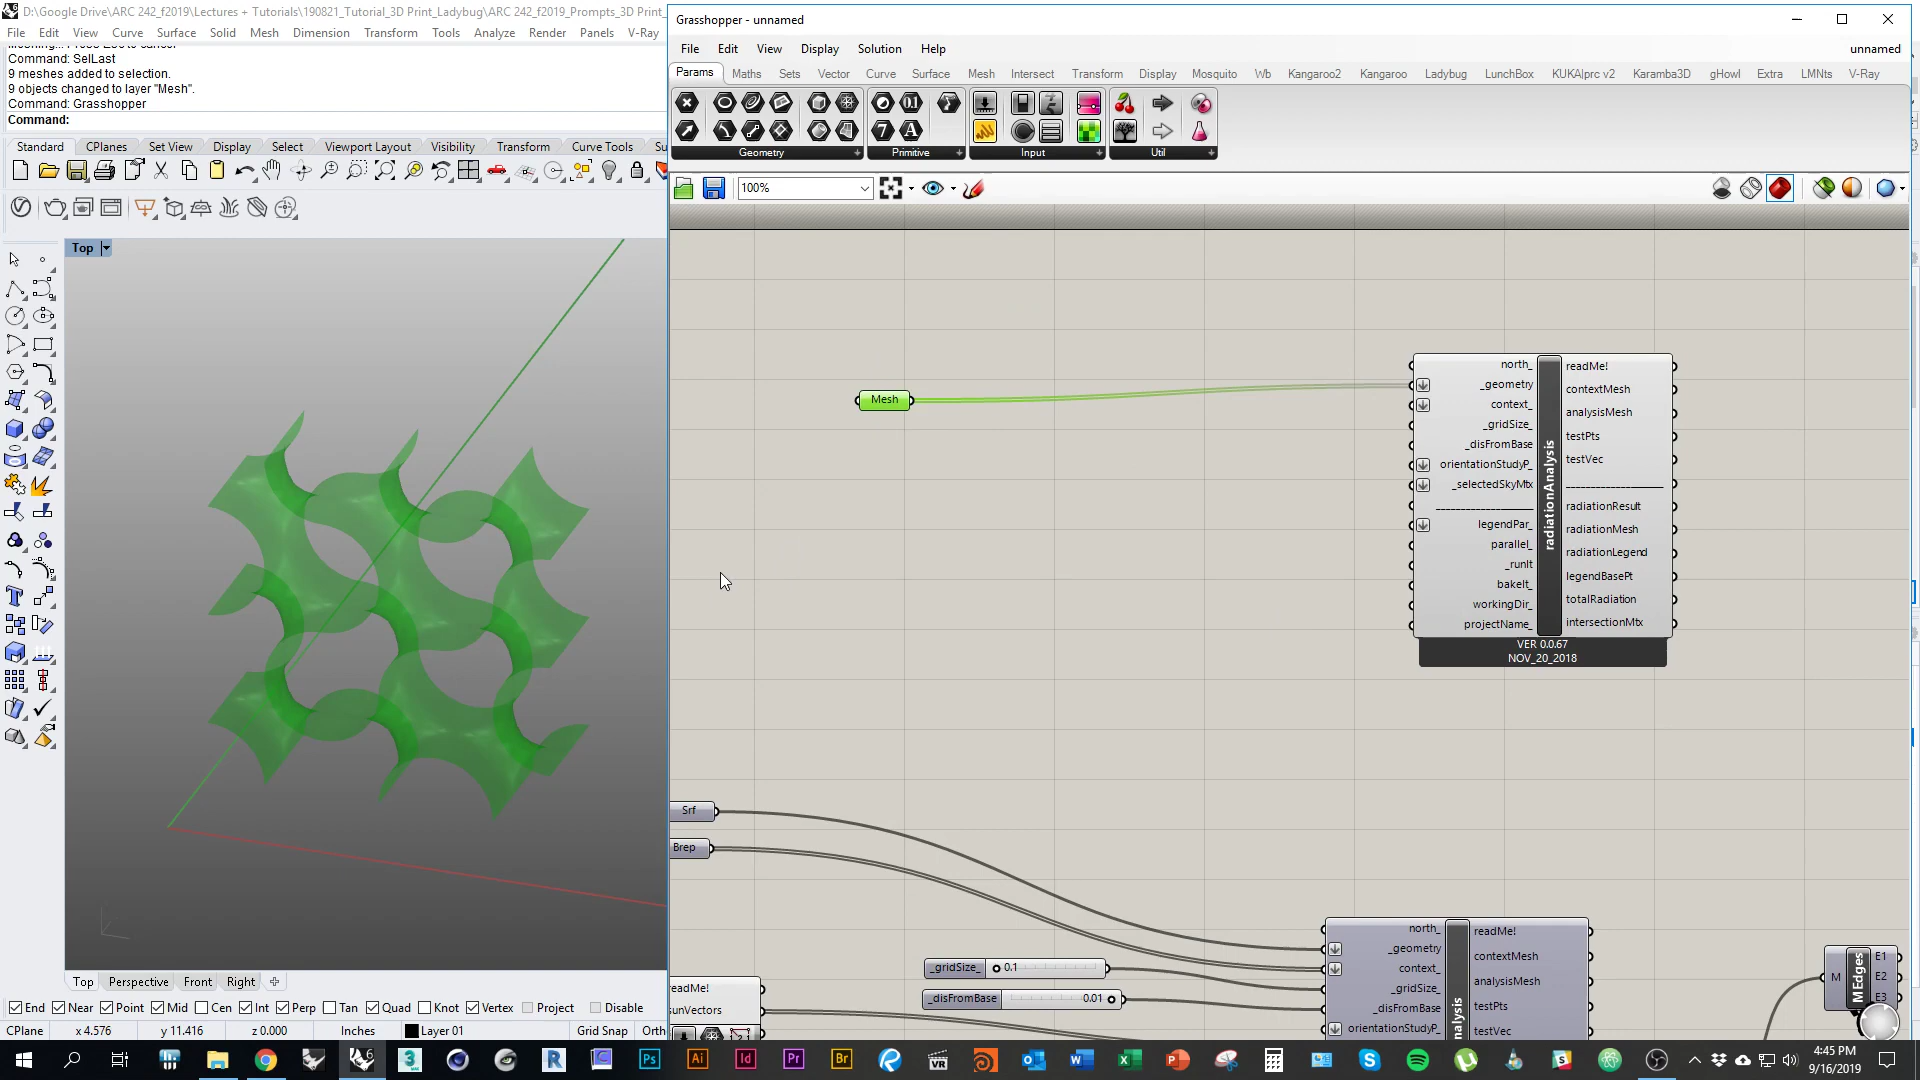 D:\Google Drive\ARC 242_f2019\Lectures + Tutorials\190821_Tutorial_3D Print_Ladybug\ARC 242_f2019_Prompts_3D Print_
File Edit View Curve Surface Solid Mesh Dimension Transform Tools Analyze Render Panels V-Ray
Command: SelLast
9 meshes added to selection.
9 objects changed to layer "Mesh".
Command: Grasshopper
Command:
Standard CPlanes Set View Display Select Viewport Layout Visibility Transform Curve Tools Su
Top
Top Perspective Front Right
End Near Point Mid Cen Int Perp Tan Quad Knot Vertex Project Disable
CPlane x 4.576 y 11.416 z 0.000 Inches Layer 01 Grid Snap Orth
Grasshopper - unnamed
File Edit View Display Solution Help unnamed
Params Maths Sets Vector Curve Surface Mesh Intersect Transform Display Mosquito Wb Kangaroo2 Kangaroo Ladybug LunchBox KUKA|prc v2 Karamba3D gHowl Extra LMNts V-Ray
Geometry Primitive Input Util
100%
Mesh
north_
_geometry
context_
_gridSize_
_disFromBase
orientationStudyP_
_selectedSkyMtx
legendPar_
parallel_
_runIt
bakeIt_
workingDir_
projectName_
radiationAnalysis
readMe!
contextMesh
analysisMesh
testPts
testVec
radiationResult
radiationMesh
radiationLegend
legendBasePt
totalRadiation
intersectionMtx
VER 0.0.67
NOV_20_2018
Srf
Brep
_gridSize_ 0.1
_disFromBase 0.01
readMe!
sunVectors
north_
_geometry
context_
_gridSize_
_disFromBase
orientationStudyP_
nalysis
readMe!
contextMesh
analysisMesh
testPts
testVec
M MEdges E1
E2
E3
4:45 PM
9/16/2019